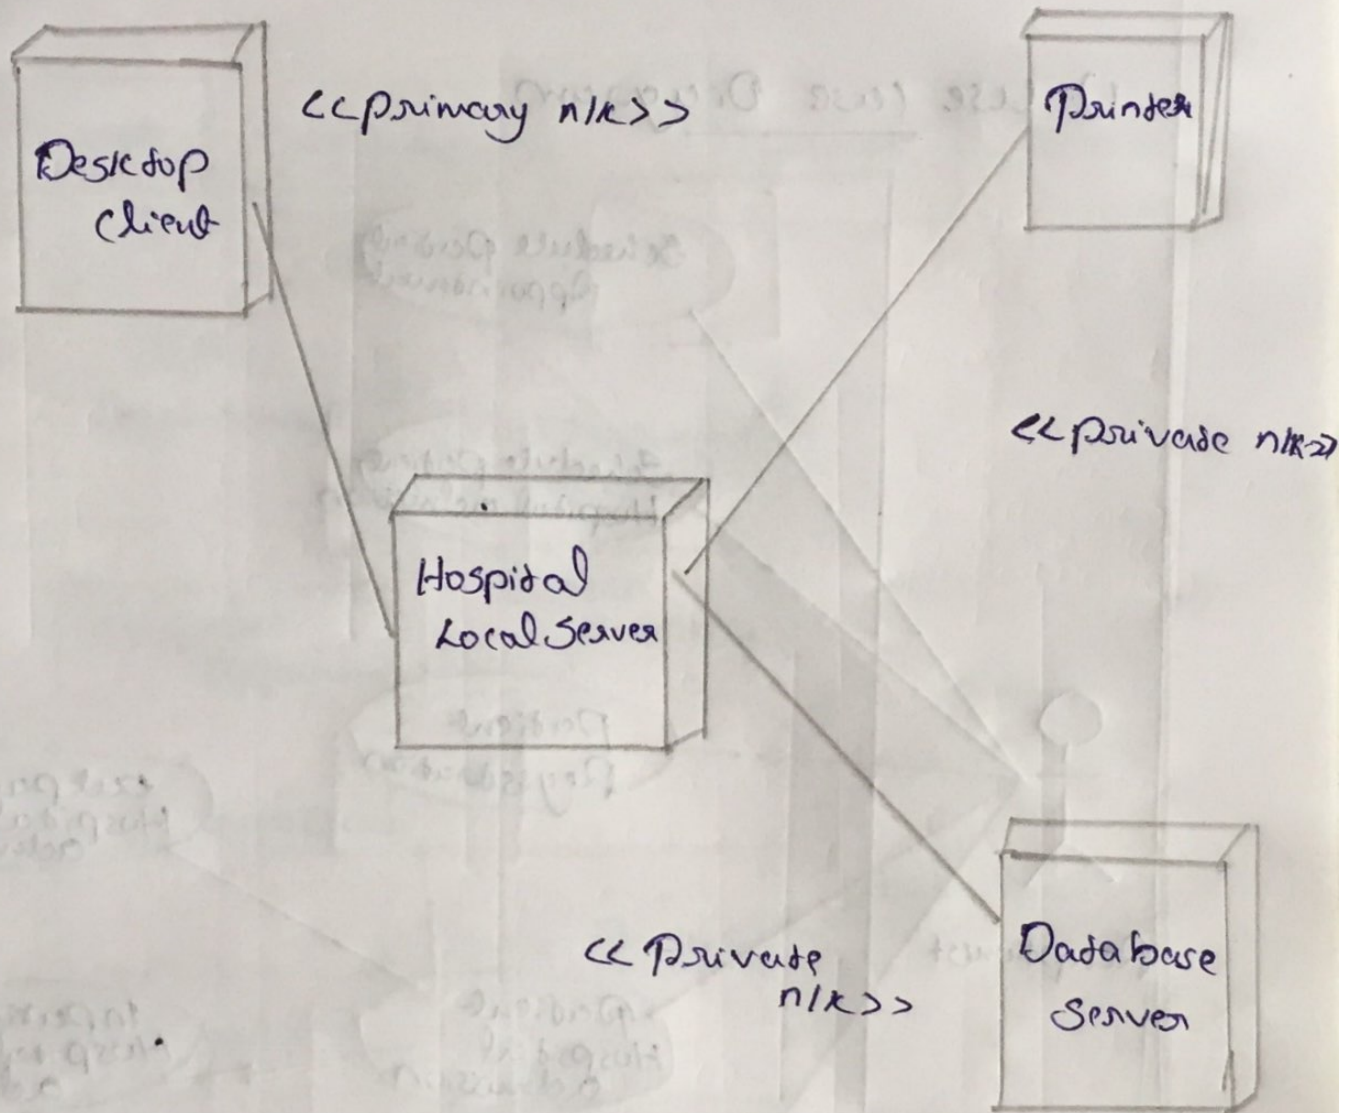 <<primary n/k>>
Printer
Desktop
Client
<<private n/k>>
Hospital
Local Server
<<private
n/k>>
Database
Server